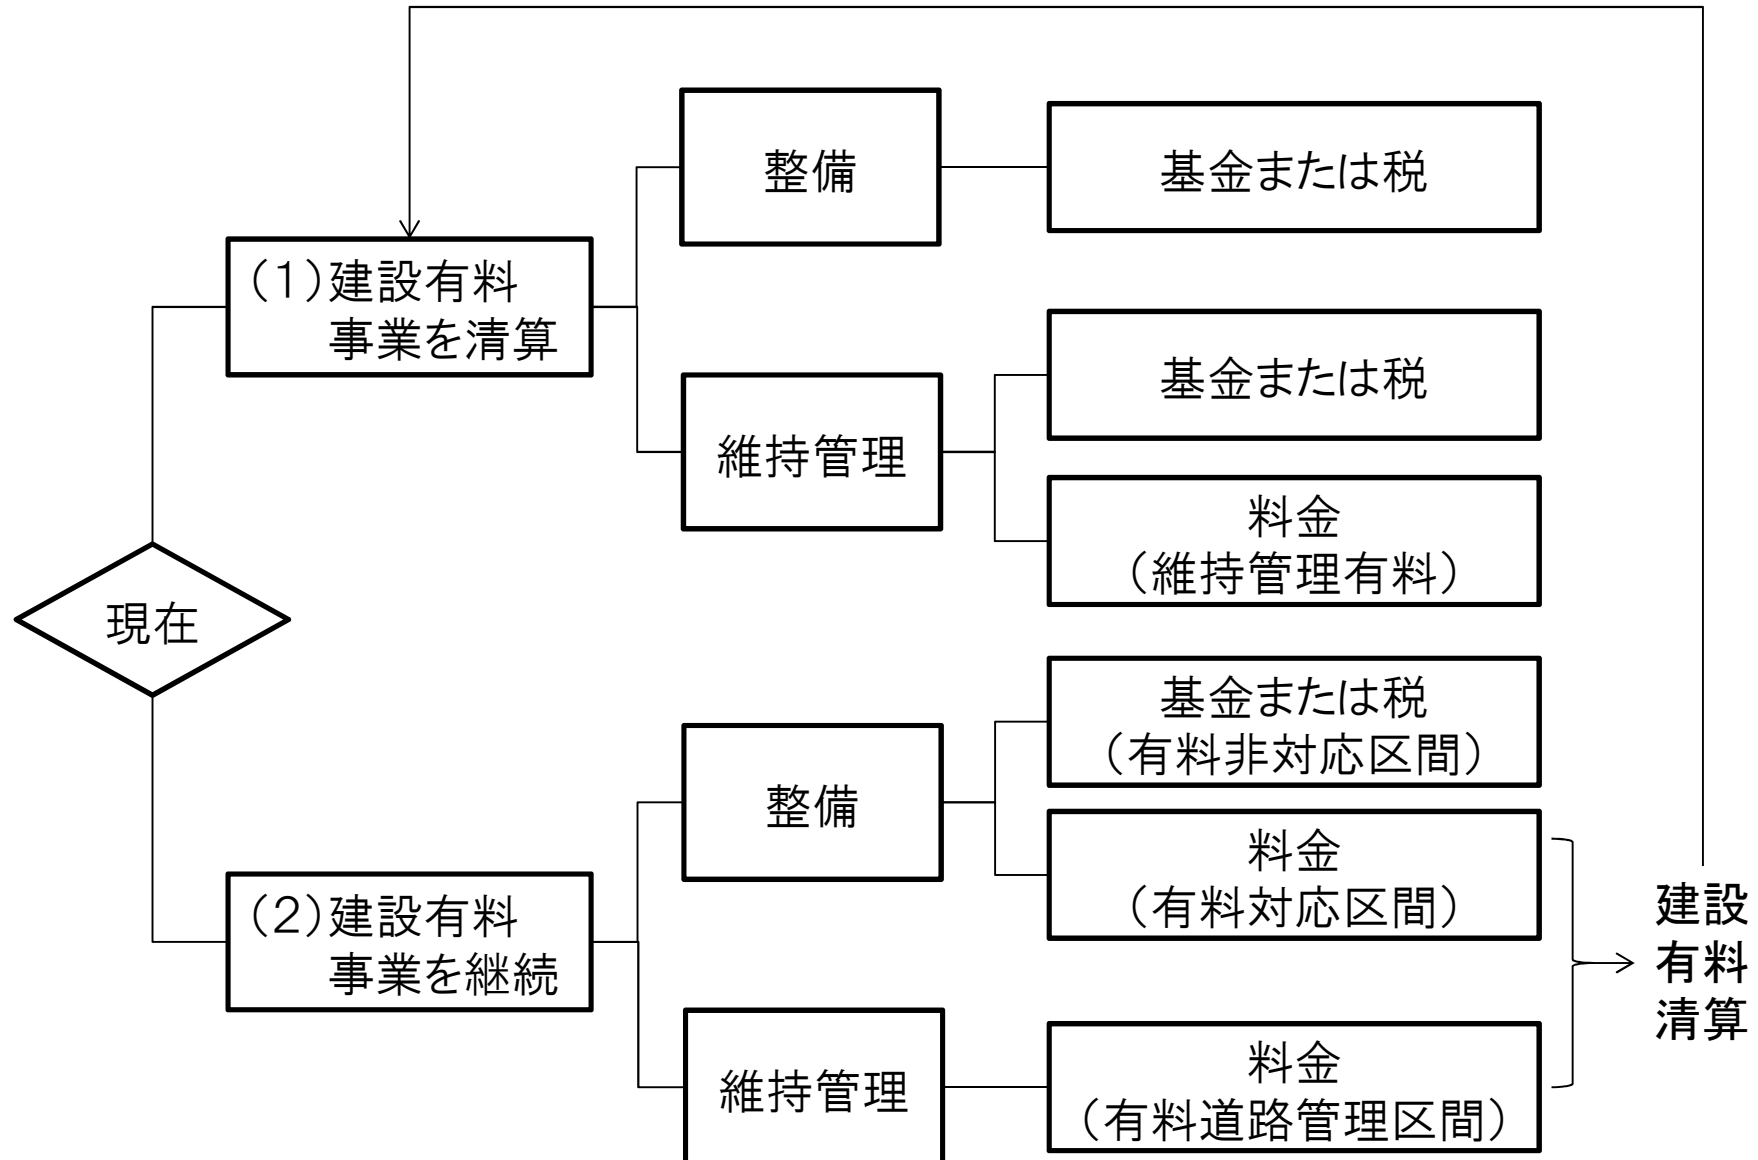 整備
基金または税
(1)建設有料
事業を清算
基金または税
維持管理
料金
(維持管理有料)
現在
基金または税
(有料非対応区間)
整備
料金
(有料対応区間)
(2)建設有料
事業を継続
建設
有料
清算
維持管理
料金
(有料道路管理区間)